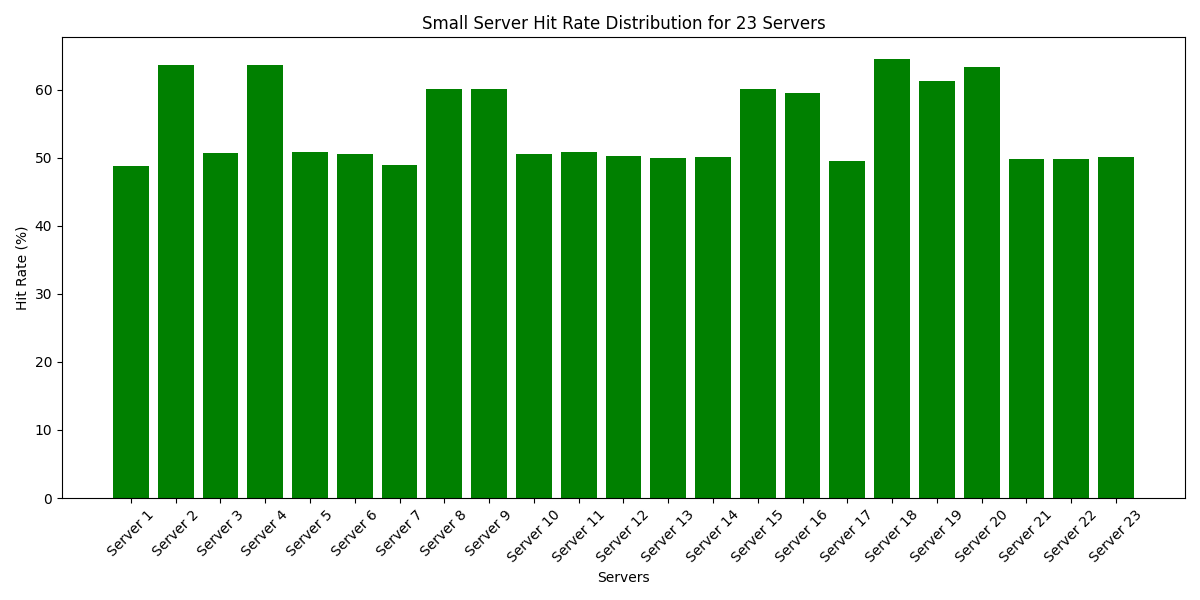 Small Server Hit Rate Distribution for 23 Servers
Hit Rate (%)
60
50
40
30
20
10
0
Server 1
Server 2
Server 3
Server 4
Server 5
Server 6
Server 7
Server 8
Server 9
Server 10
Server 11
Server 12
Server 13
Server 14
Server 15
Server 16
Server 17
Server 18
Server 19
Server 20
Server 21
Server 22
Server 23
Servers